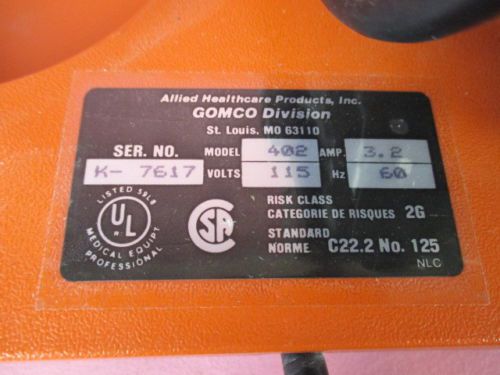 Allied Healthcare Products, Inc.
GOMCO Division
St. Louis, MO 63110
SER. NO. MODEL 402 AMP. 3.2
K- 7617 VOLTS 115 Hz 60
LISTED 59L8
UL
MEDICAL EQUIPT
PROFESSIONAL
SA
RISK CLASS
CATEGORIE DE RISQUES 2G
STANDARD
NORME C22.2 No. 125
NLC